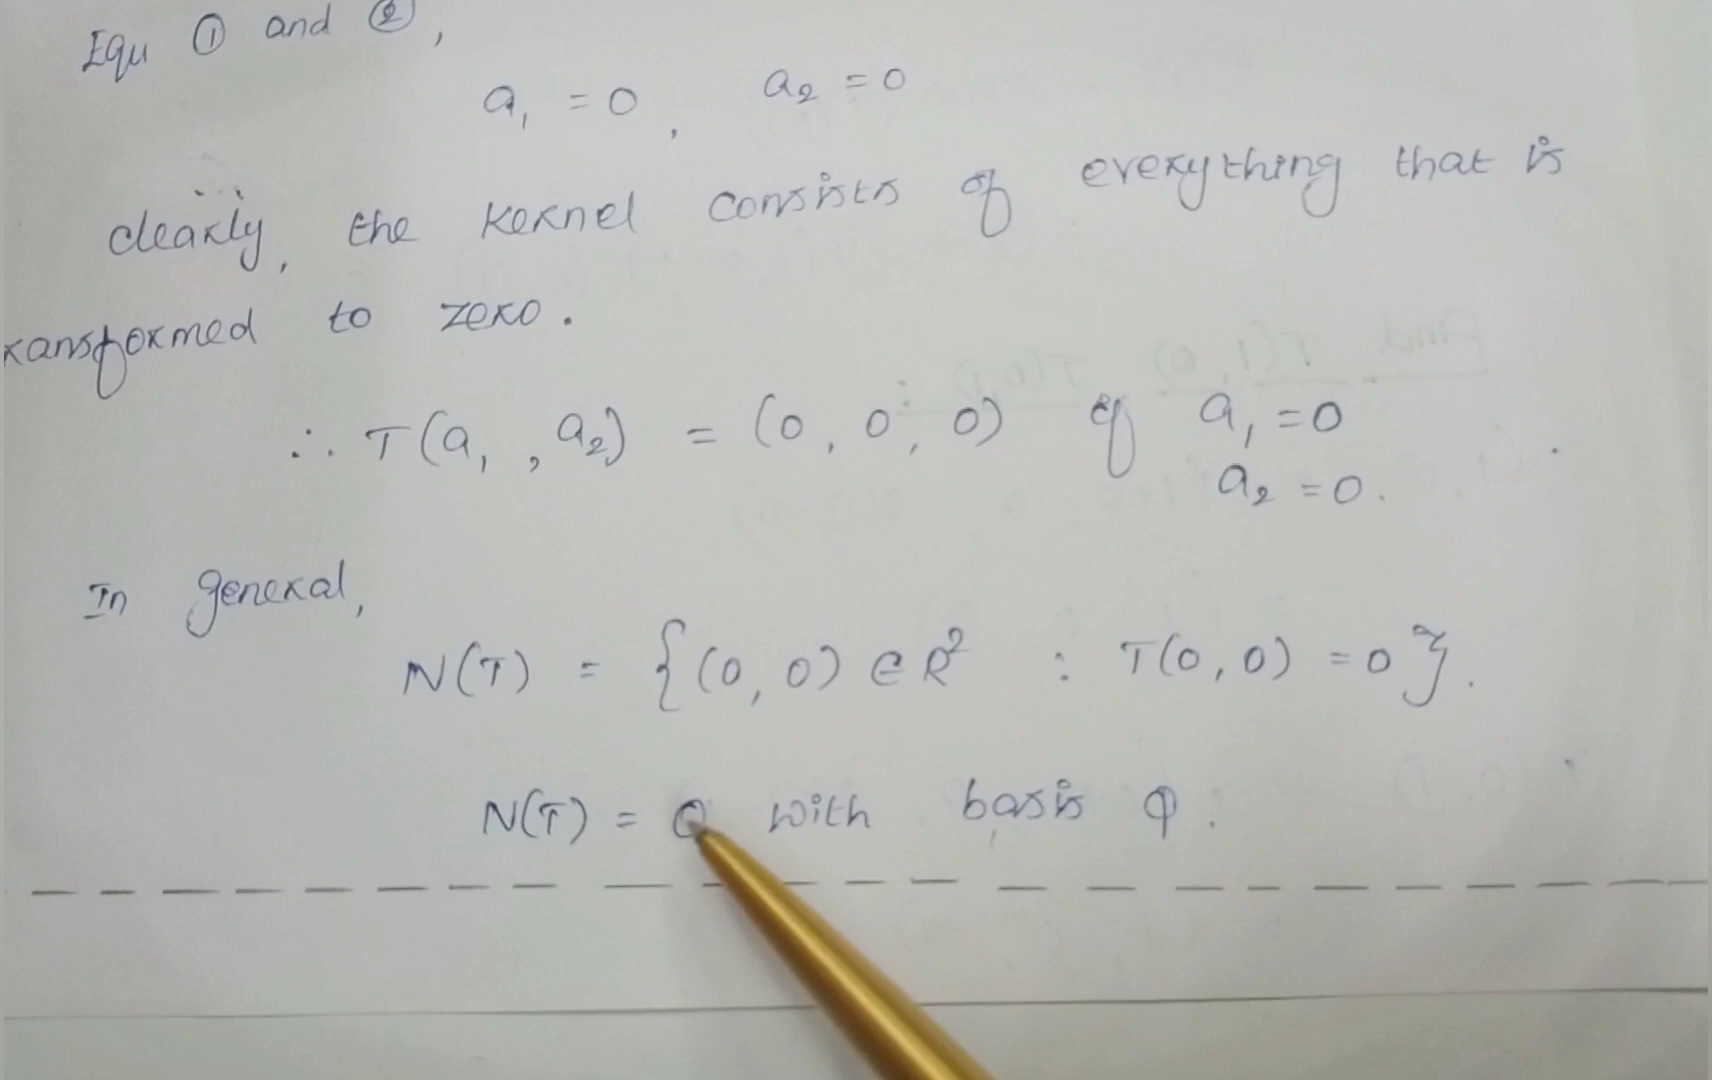 Equ ① and ②,
a₁ = 0, a₂ = 0
clearly, the kernel consists of everything that is
ransformed to zero.
∴ T(a₁, a₂) = (0, 0, 0) if a₁ = 0
a₂ = 0.
In general,
N(T) = {(0, 0) ∈ R² : T(0, 0) = 0}.
N(T) = 0 with basis φ.